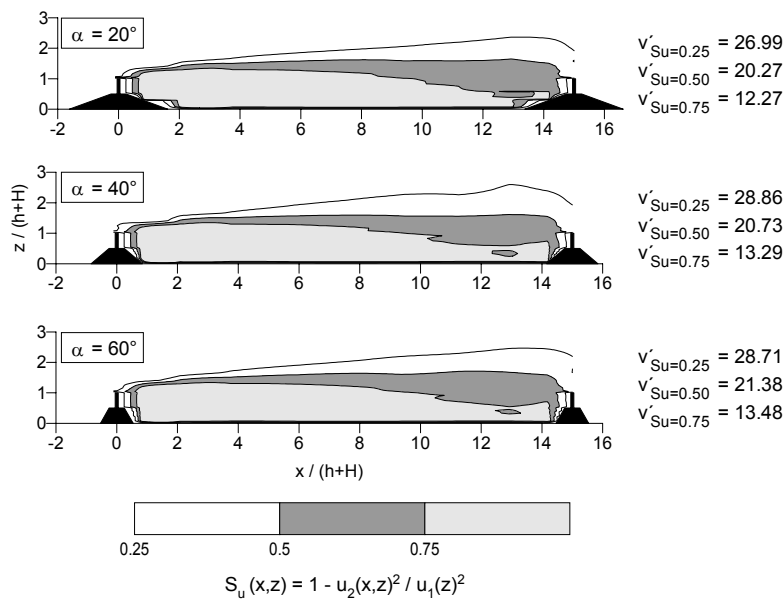 3
2
1
0
α = 20°
-2 0 2 4 6 8 10 12 14 16
v´Su=0.25 = 26.99
v´Su=0.50 = 20.27
v´Su=0.75 = 12.27
z / (h+H)
3
2
1
0
α = 40°
-2 0 2 4 6 8 10 12 14 16
v´Su=0.25 = 28.86
v´Su=0.50 = 20.73
v´Su=0.75 = 13.29
3
2
1
0
α = 60°
-2 0 2 4 6 8 10 12 14 16
x / (h+H)
v´Su=0.25 = 28.71
v´Su=0.50 = 21.38
v´Su=0.75 = 13.48
0.25 0.5 0.75
Su (x,z) = 1 - u2(x,z)² / u1(z)²